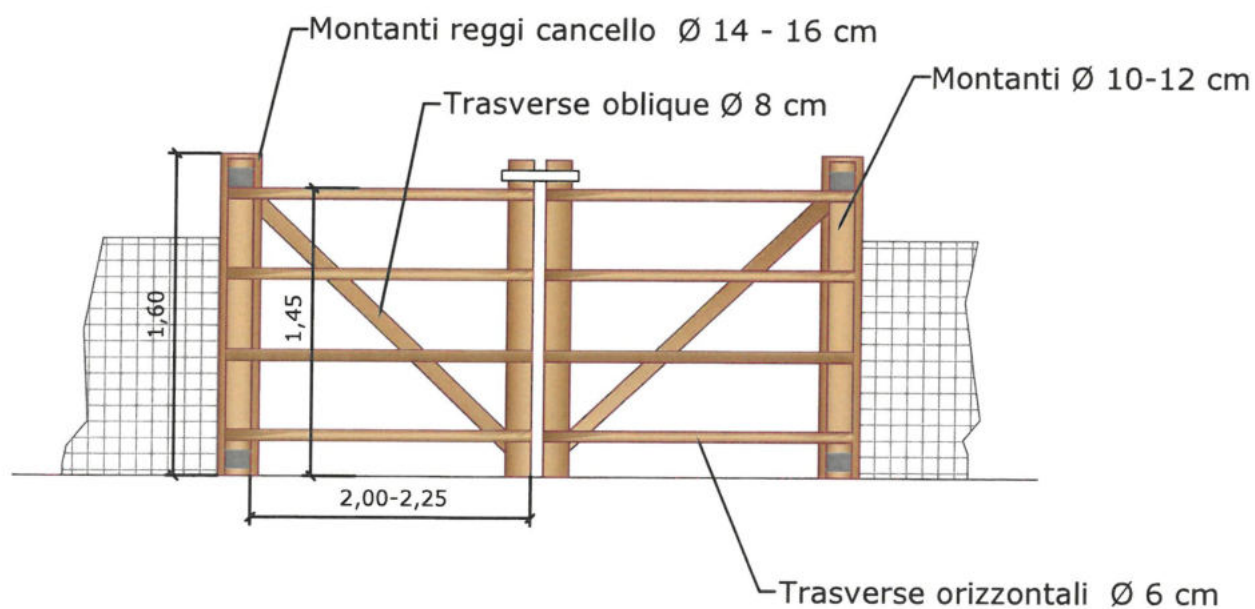 Montanti reggi cancello Ø 14 - 16 cm
Montanti Ø 10-12 cm
Trasverse oblique Ø 8 cm
1,60
1,45
2,00-2,25
Trasverse orizzontali Ø 6 cm